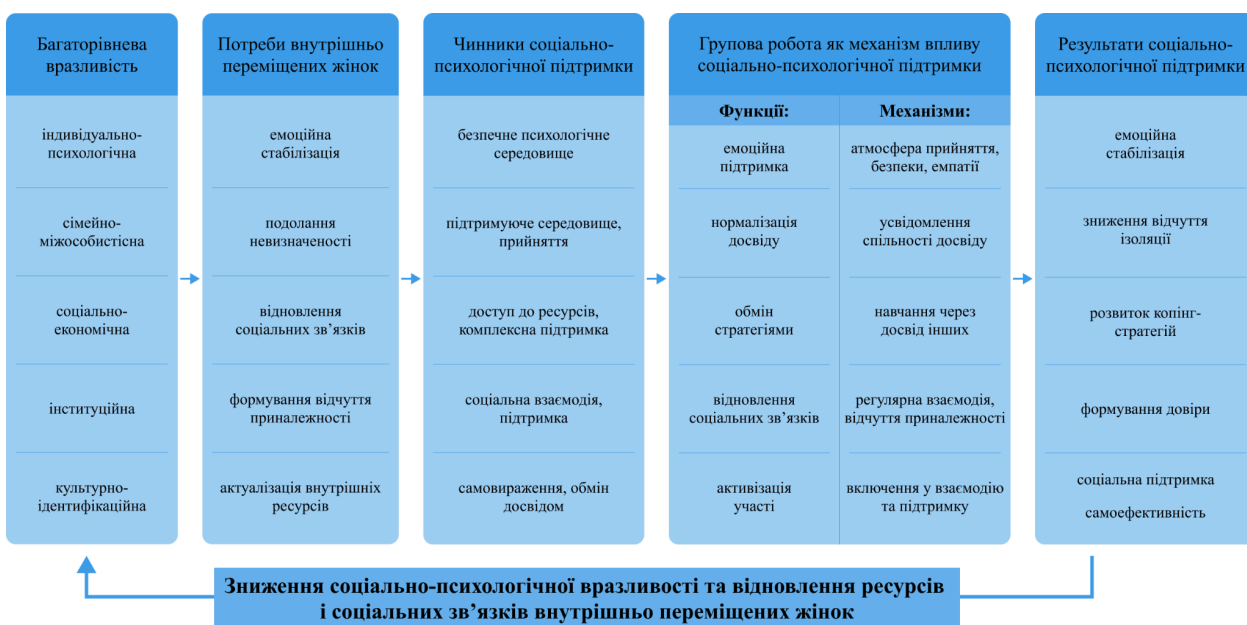 Багаторівнева
вразливість
індивідуально-
психологічна
сімейно-
міжособистісна
соціально-
економічна
інституційна
культурно-
ідентифікаційна
Потреби внутрішньо
переміщених жінок
емоційна
стабілізація
подолання
невизначеності
відновлення
соціальних зв’язків
формування відчуття
приналежності
актуалізація внутрішніх
ресурсів
Чинники соціально-
психологічної підтримки
безпечне психологічне
середовище
підтримуюче середовище,
прийняття
доступ до ресурсів,
комплексна підтримка
соціальна взаємодія,
підтримка
самовираження, обмін
досвідом
Групова робота як механізм впливу
соціально-психологічної підтримки
Функції:
емоційна
підтримка
нормалізація
досвіду
обмін
стратегіями
відновлення
соціальних зв’язків
активізація
участі
Механізми:
атмосфера прийняття,
безпеки, емпатії
усвідомлення
спільності досвіду
навчання через
досвід інших
регулярна взаємодія,
відчуття приналежності
включення у взаємодію
та підтримку
Результати соціально-
психологічної підтримки
емоційна
стабілізація
зниження відчуття
ізоляції
розвиток копінг-
стратегій
формування довіри
соціальна підтримка
самоефективність
Зниження соціально-психологічної вразливості та відновлення ресурсів
і соціальних зв’язків внутрішньо переміщених жінок